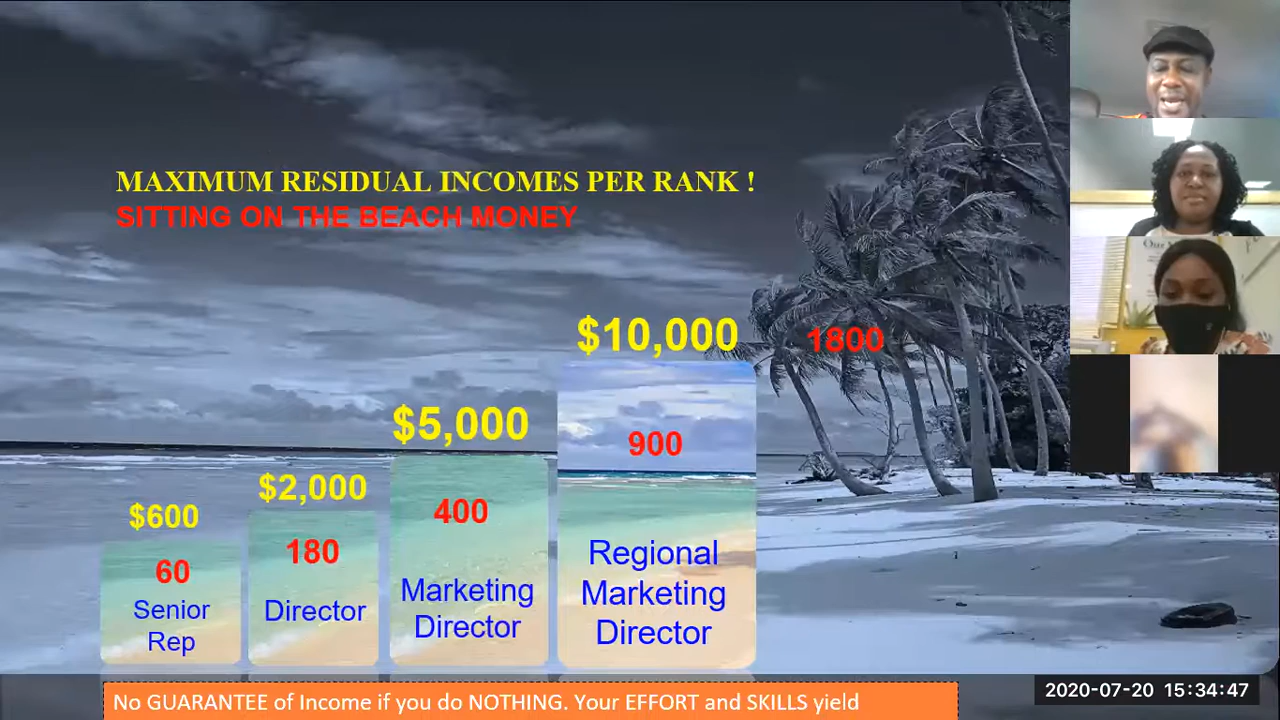 MAXIMUM RESIDUAL INCOMES PER RANK !
SITTING ON THE BEACH MONEY
$600
60
Senior
Rep
$2,000
180
Director
$5,000
400
Marketing
Director
$10,000
900
Regional
Marketing
Director
1800
No GUARANTEE of Income if you do NOTHING. Your EFFORT and SKILLS yield
2020-07-20 15:34:47